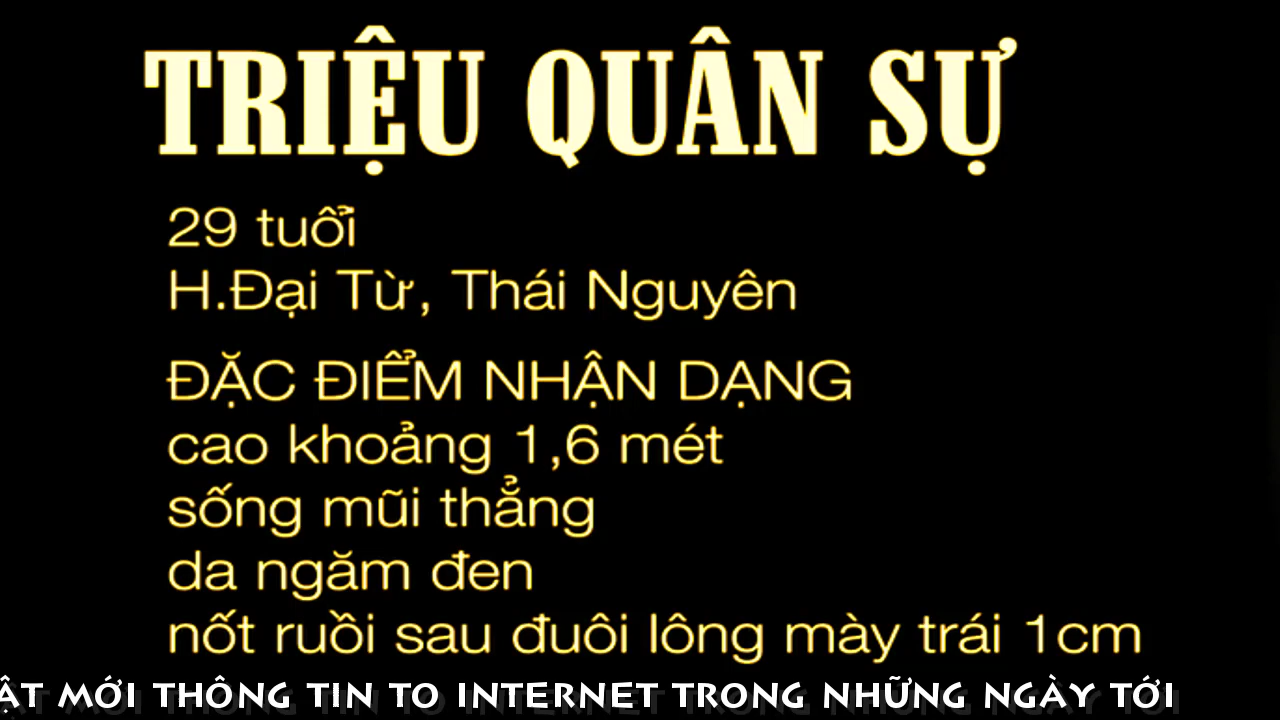 TRIỆU QUÂN SỰ
29 tuổi
H.Đại Từ, Thái Nguyên
ĐẶC ĐIỂM NHẬN DẠNG
cao khoảng 1,6 mét
sống mũi thẳng
da ngăm đen
nốt ruồi sau đuôi lông mày trái 1cm
MỚI THÔNG TIN TO INTERNET TRONG NHỮNG NGÀY TỚI